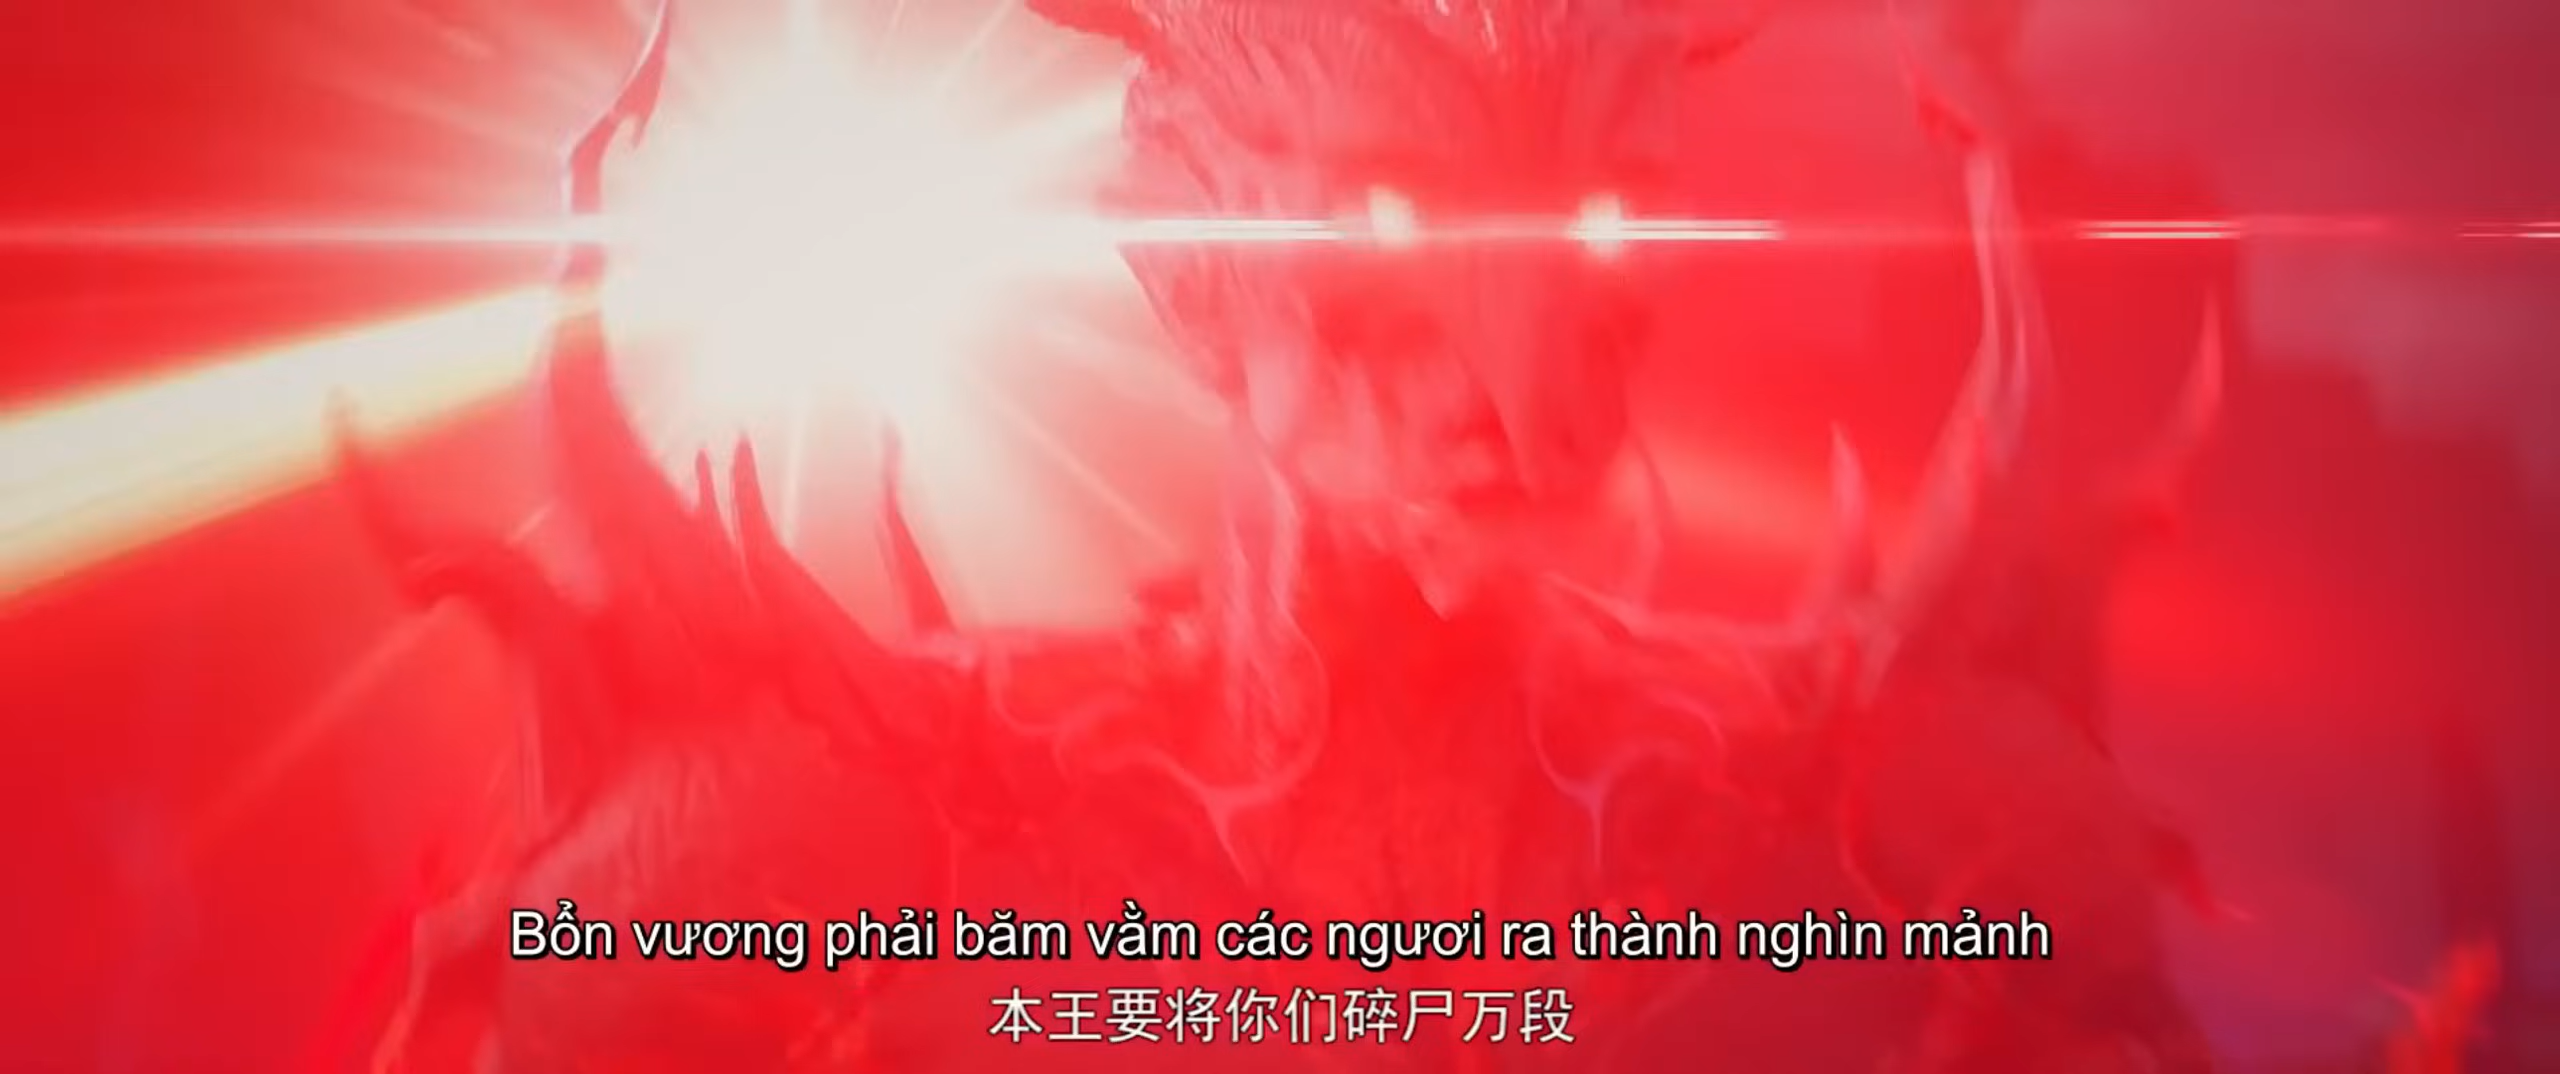 Bổn vương phải băm vằm các ngươi ra thành nghìn mảnh
本王要将你们碎尸万段